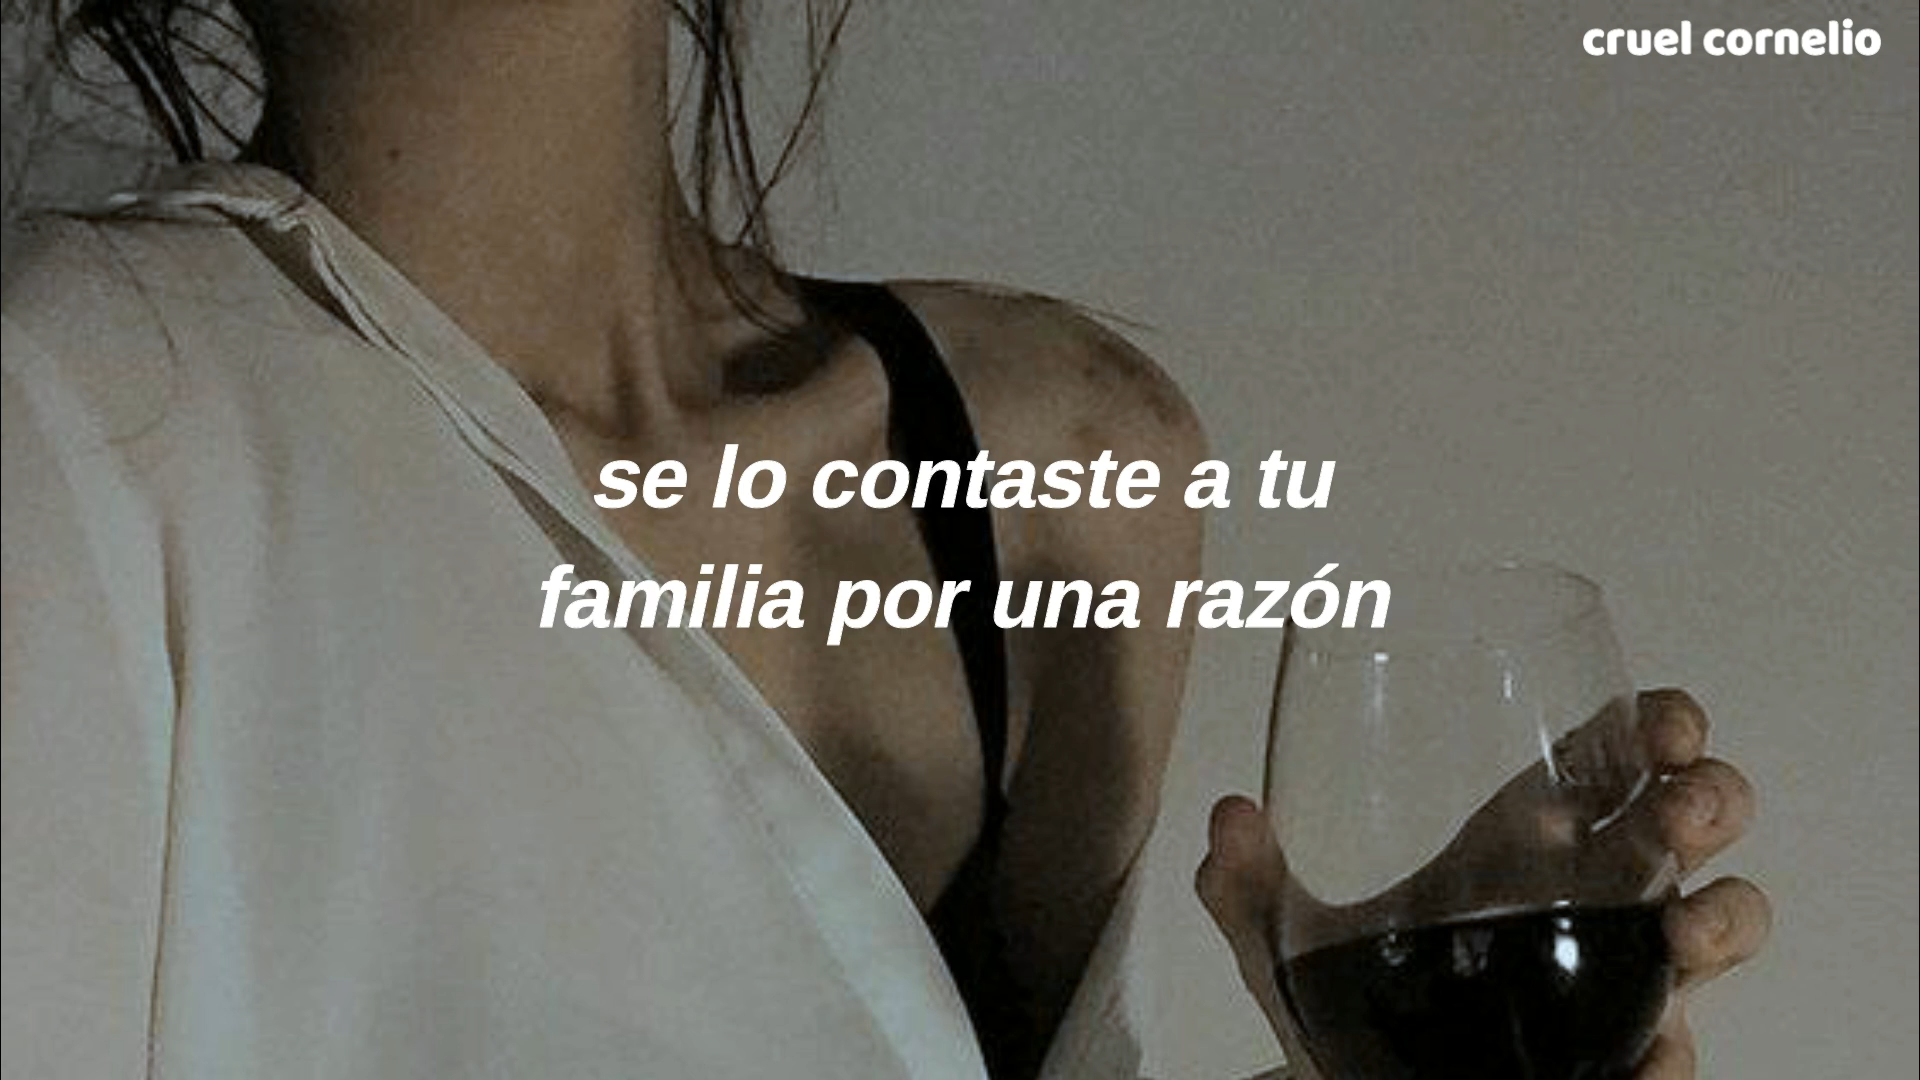 cruel cornelio
se lo contaste a tu
familia por una razón